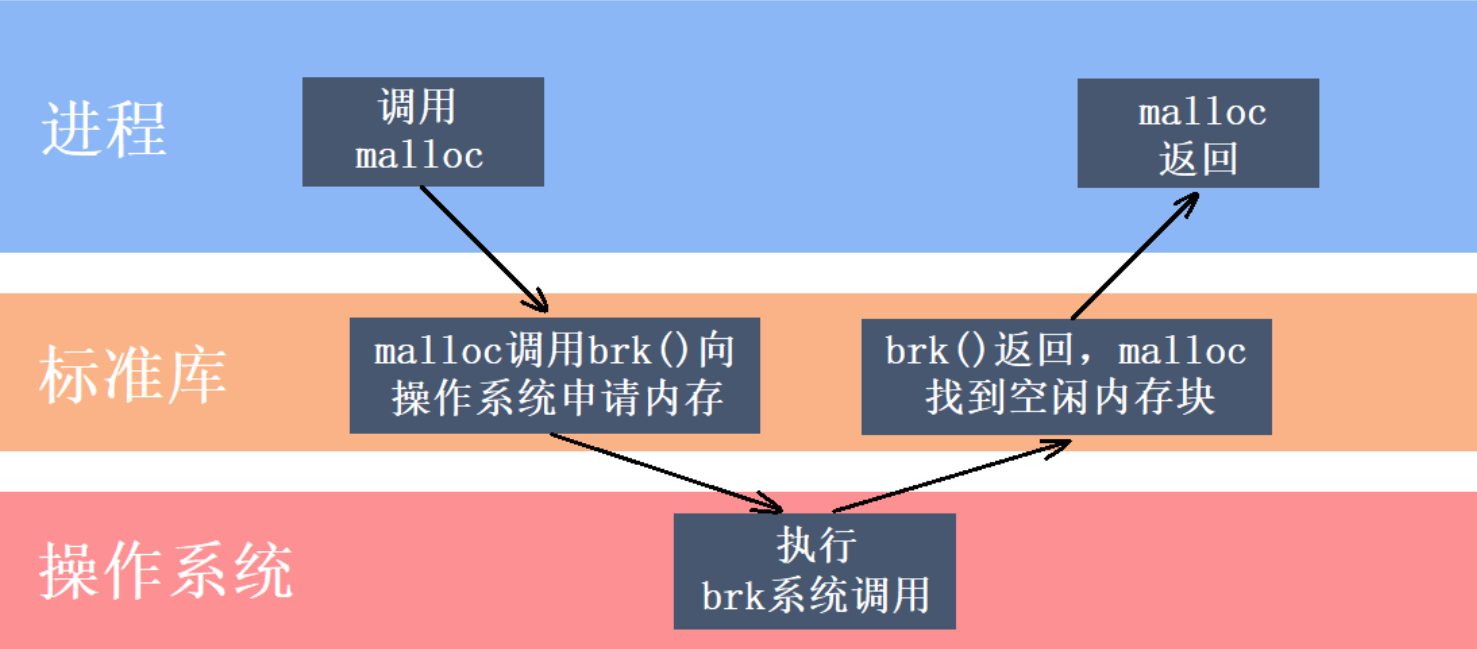 进程
调用
malloc
malloc
返回
标准库
malloc调用brk()向
操作系统申请内存
brk()返回，malloc
找到空闲内存块
操作系统
执行
brk系统调用